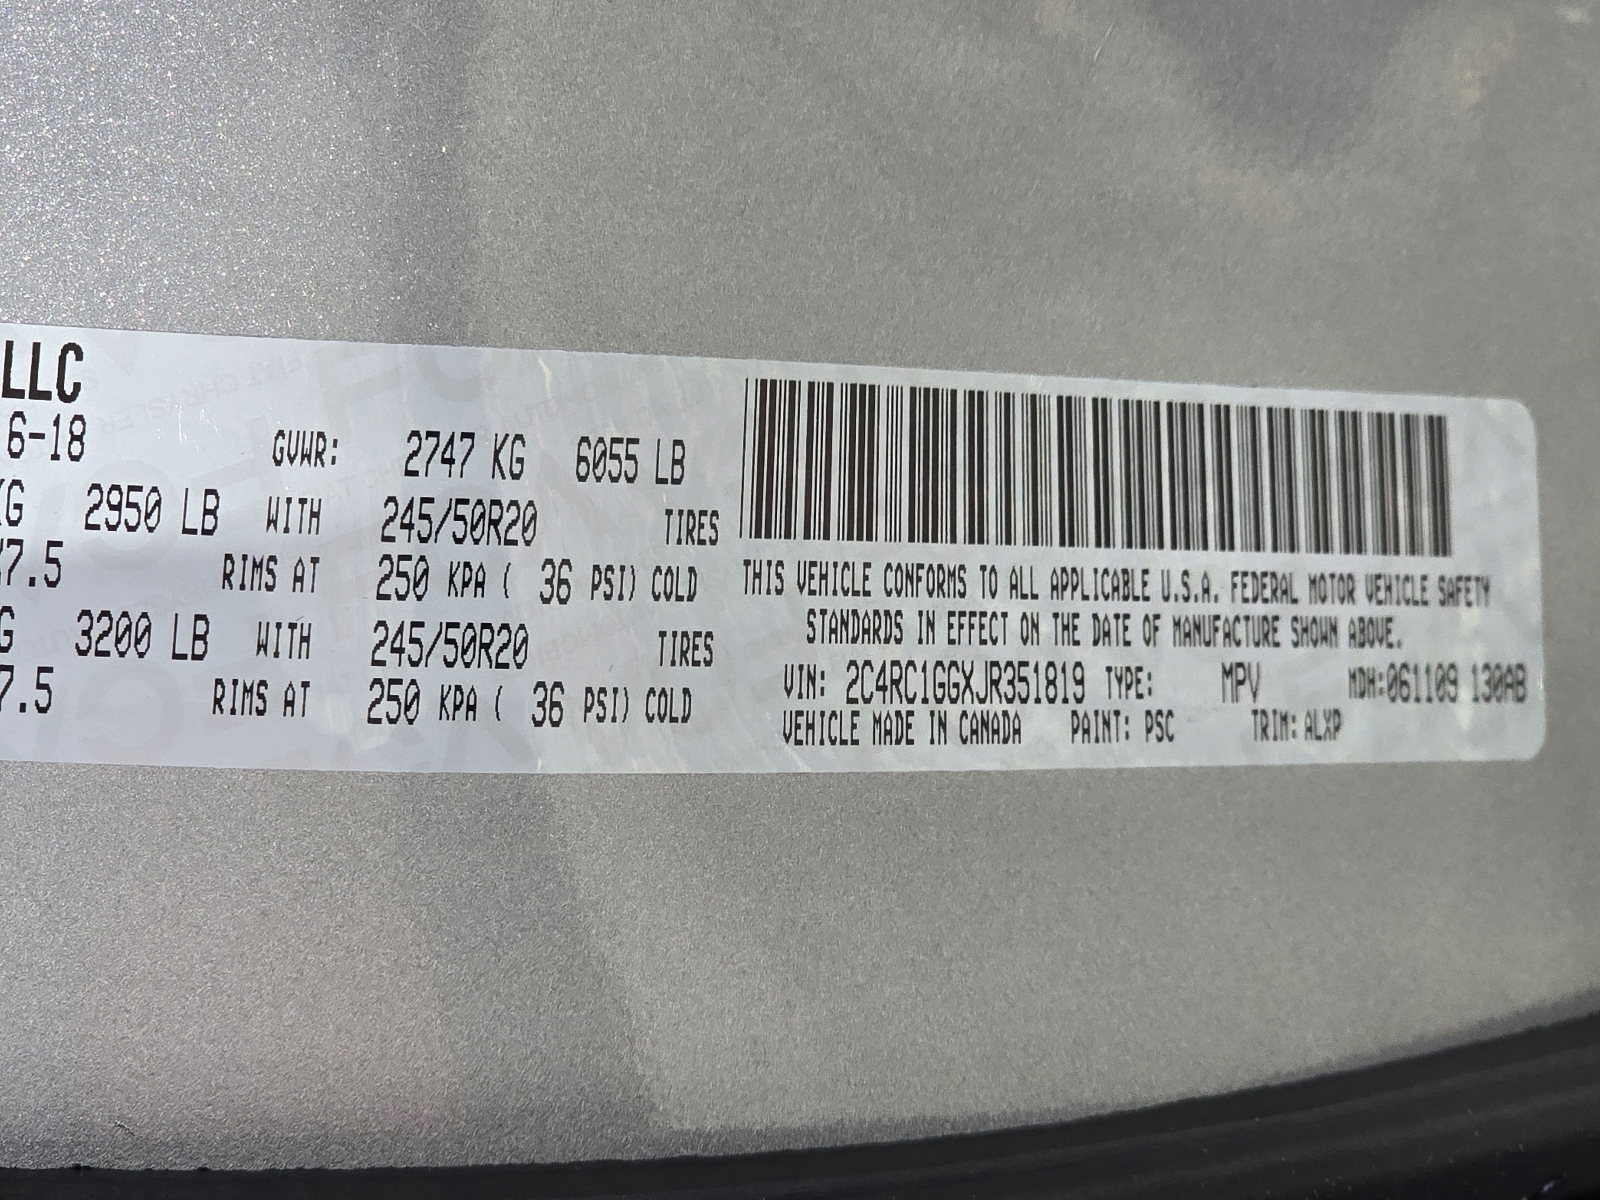 LLC
6-18 GVWR: 2747 KG 6055 LB
KG 2950 LB WITH 245/50R20 TIRES
X7.5 RIMS AT 250 KPA ( 36 PSI) COLD
G 3200 LB WITH 245/50R20 TIRES
7.5 RIMS AT 250 KPA ( 36 PSI) COLD
THIS VEHICLE CONFORMS TO ALL APPLICABLE U.S.A. FEDERAL MOTOR VEHICLE SAFETY
STANDARDS IN EFFECT ON THE DATE OF MANUFACTURE SHOWN ABOVE.
VIN: 2C4RC1GGXJR351819 TYPE: MPV MDH:061109 130AB
VEHICLE MADE IN CANADA PAINT: PSC TRIM: ALXP